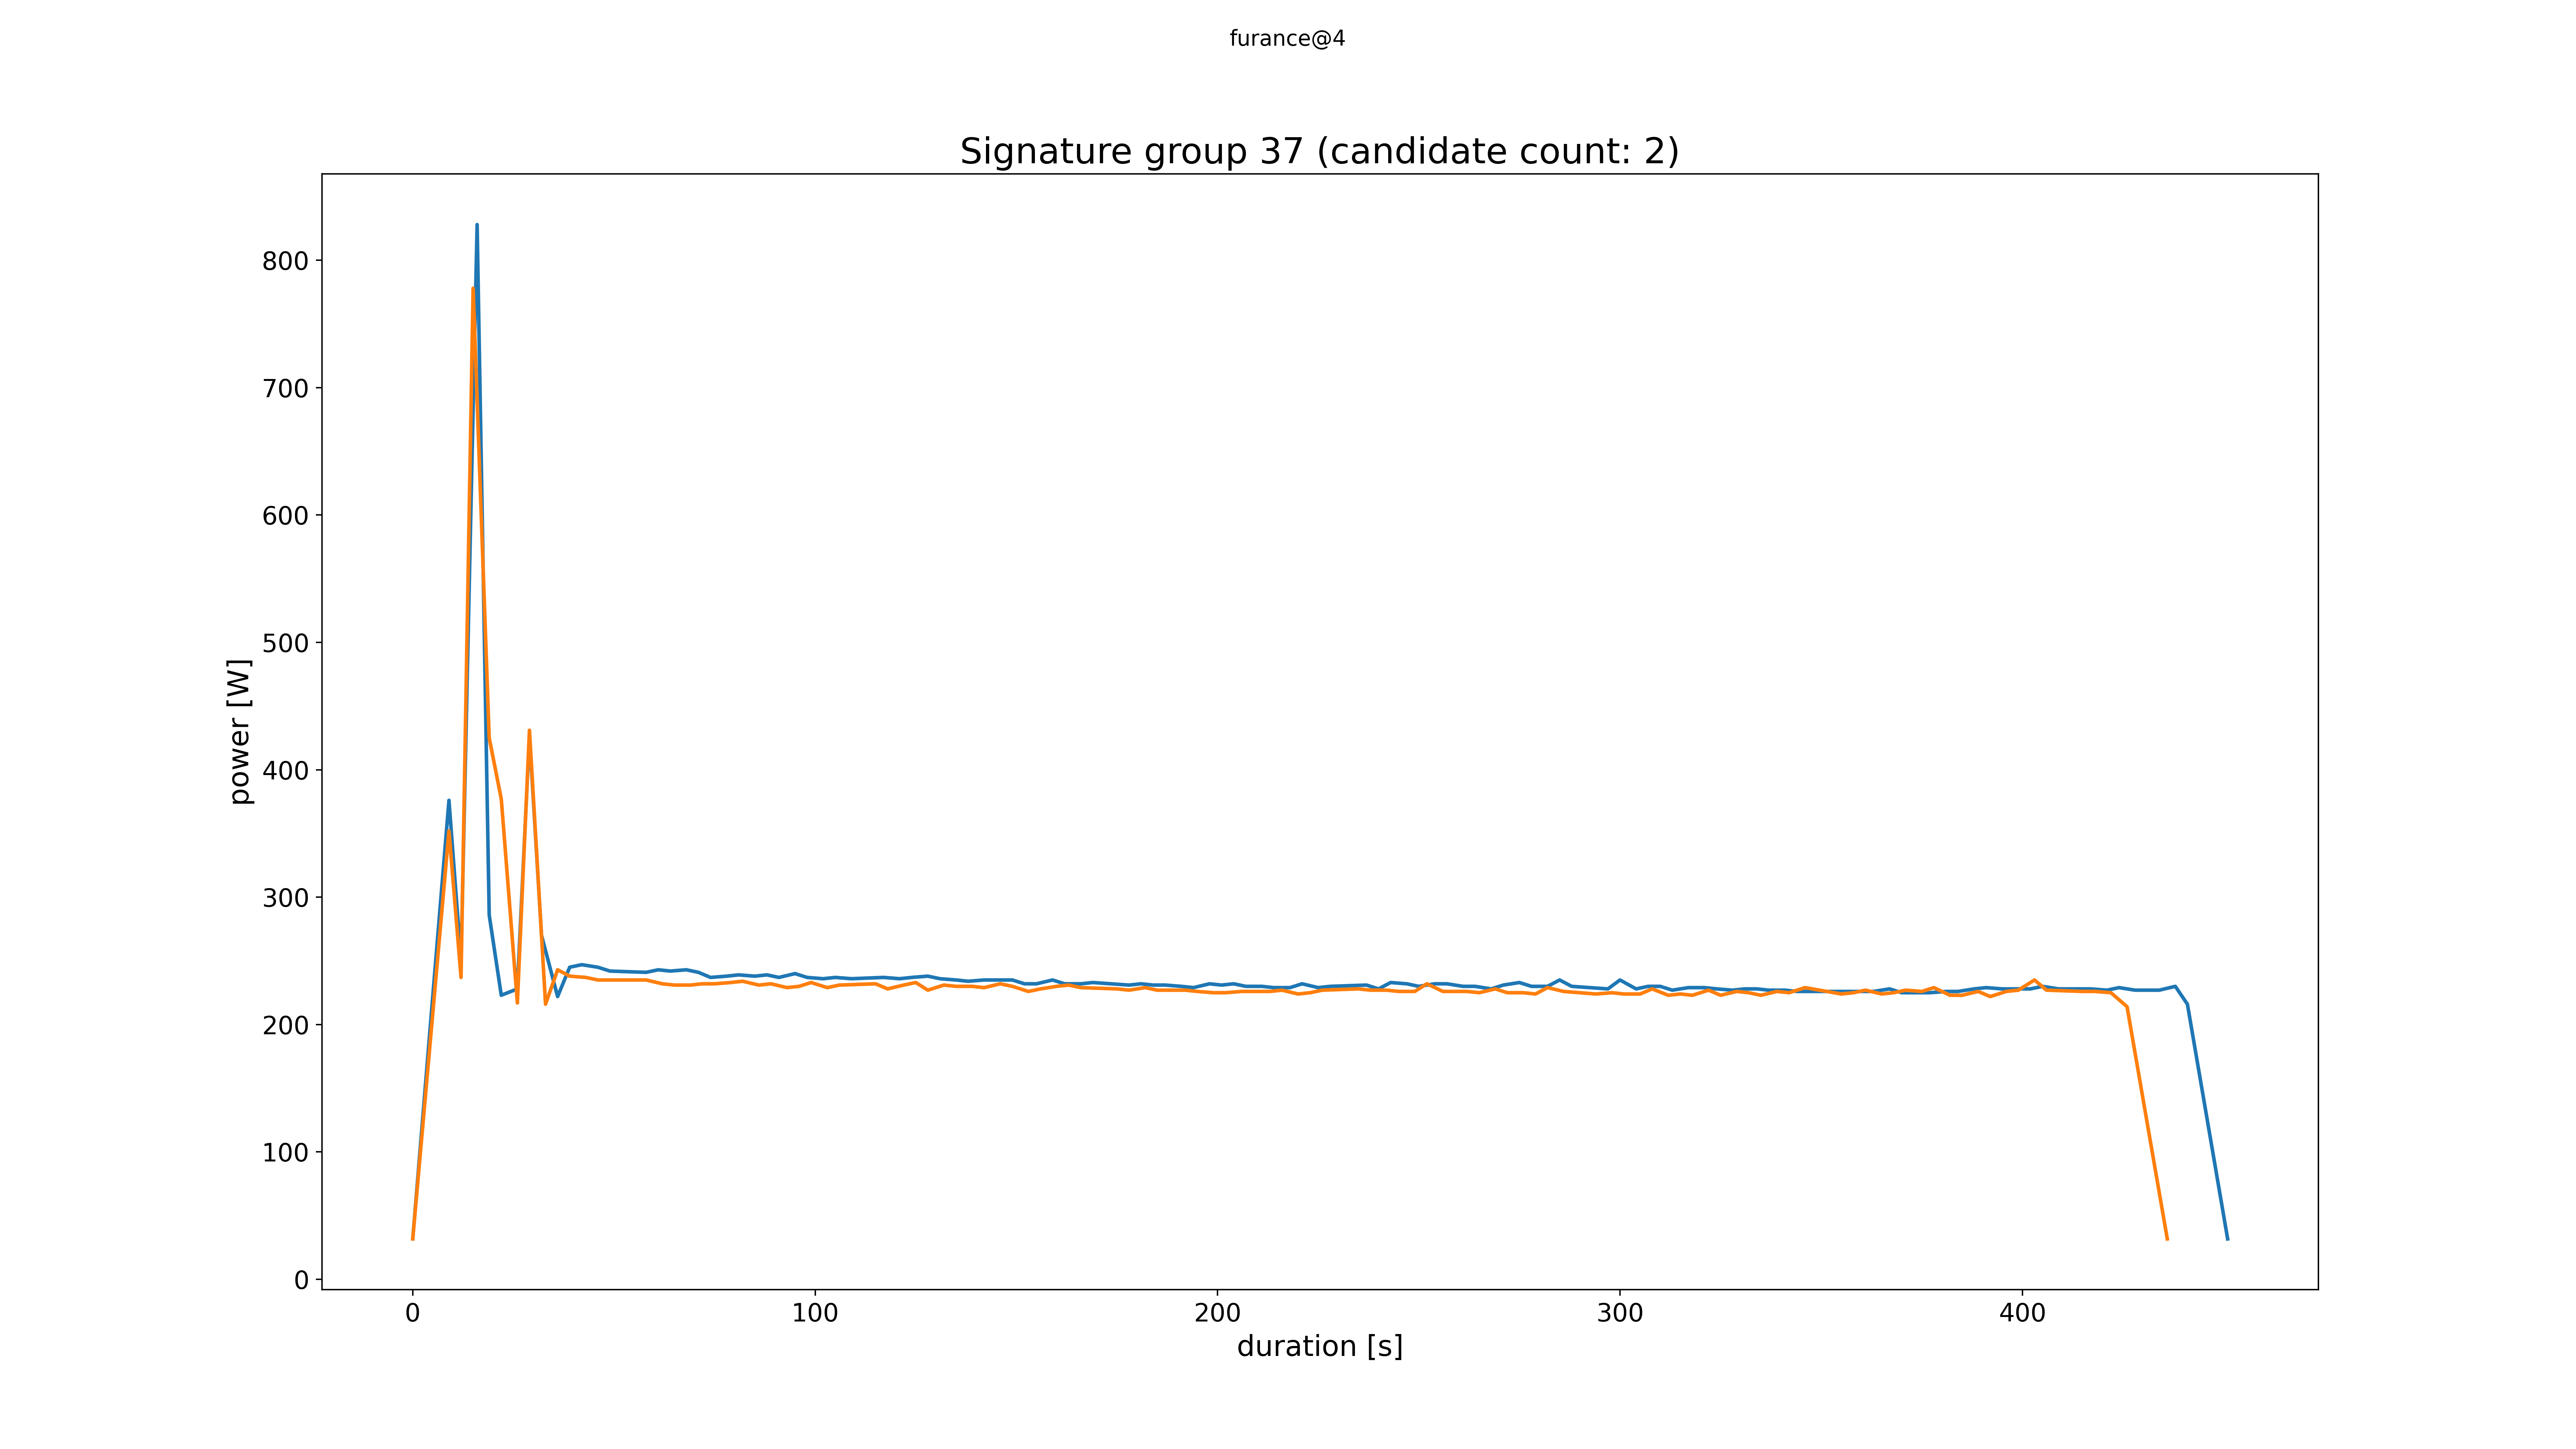 furance@4
Signature group 37 (candidate count: 2)
800
700
600
500
400
300
200
100
0
power [W]
0 100 200 300 400
duration [s]